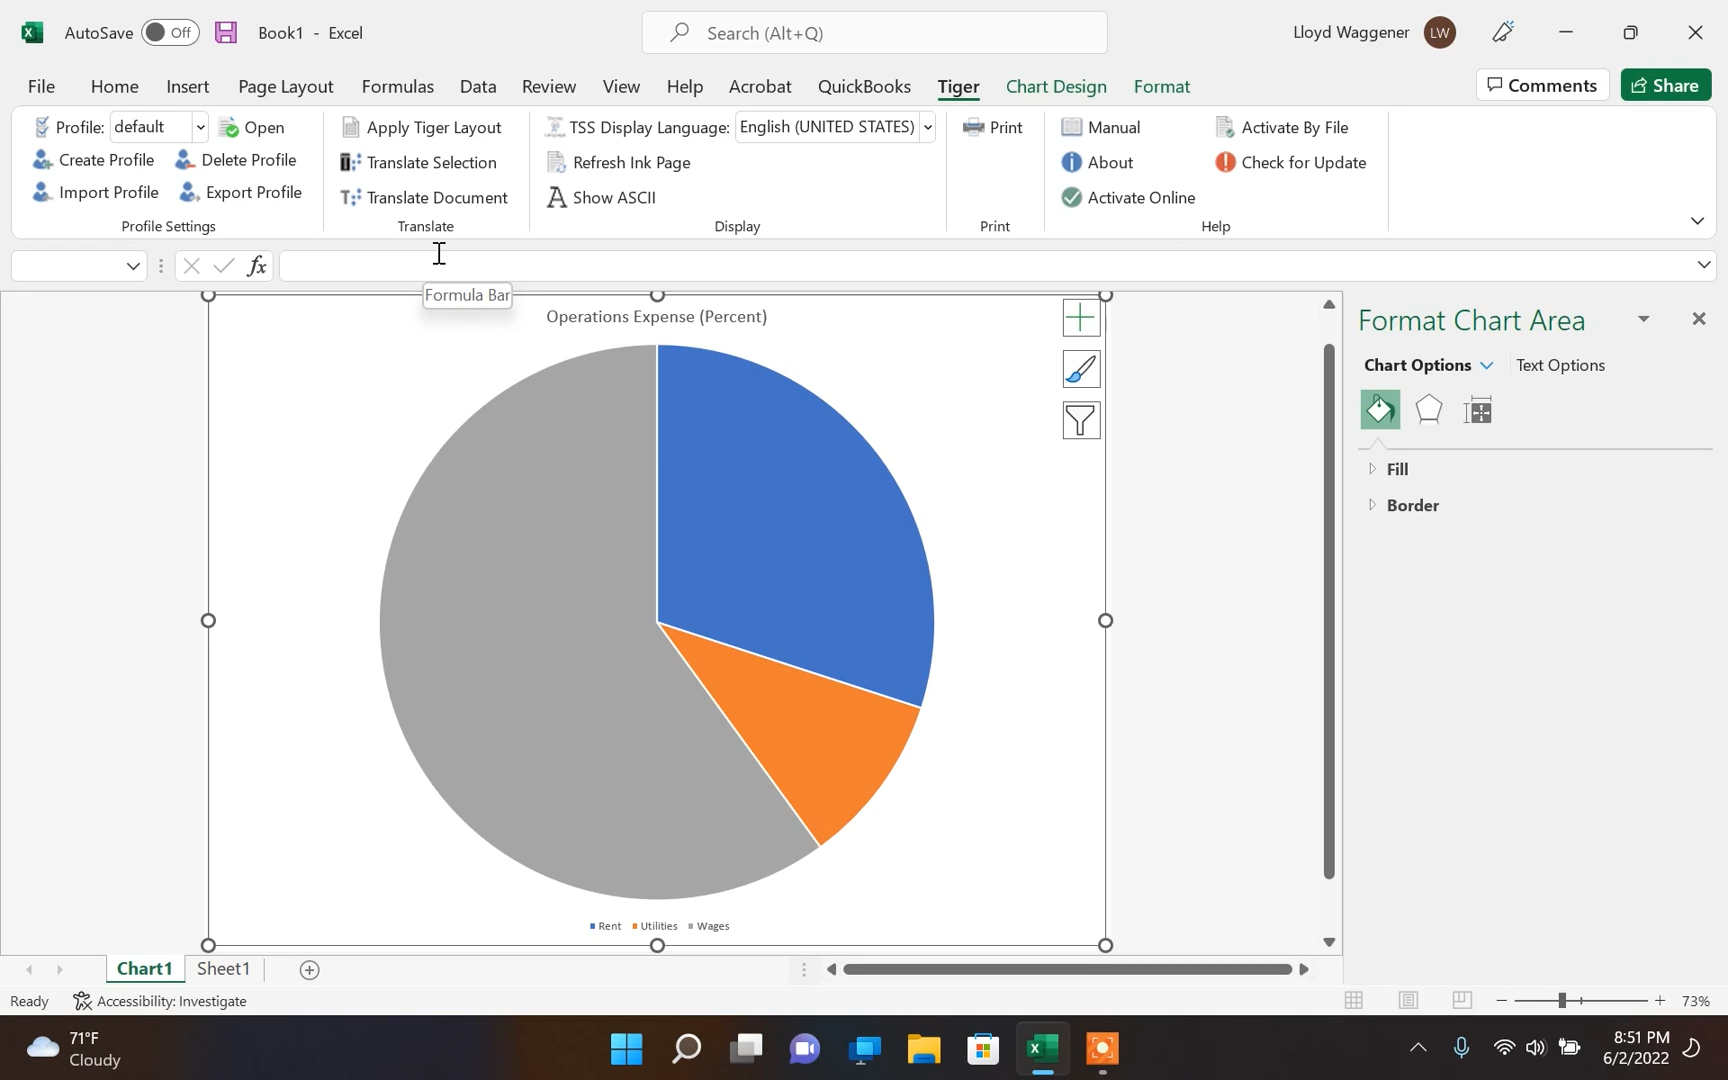 AutoSave Off Book1 - Excel Search (Alt+Q) Lloyd Waggener LW
File Home Insert Page Layout Formulas Data Review View Help Acrobat QuickBooks Tiger Chart Design Format Comments Share
Profile: default Open Apply Tiger Layout TSS Display Language: English (UNITED STATES) Print Manual Activate By File
Create Profile Delete Profile Translate Selection Refresh Ink Page About Check for Update
Import Profile Export Profile Translate Document Show ASCII Activate Online
Profile Settings Translate Display Print Help
fx
Formula Bar
Operations Expense (Percent)
Rent Utilities Wages
Format Chart Area
Chart Options Text Options
Fill
Border
Chart1 Sheet1
Ready Accessibility: Investigate 73%
71°F 8:51 PM
Cloudy 6/2/2022